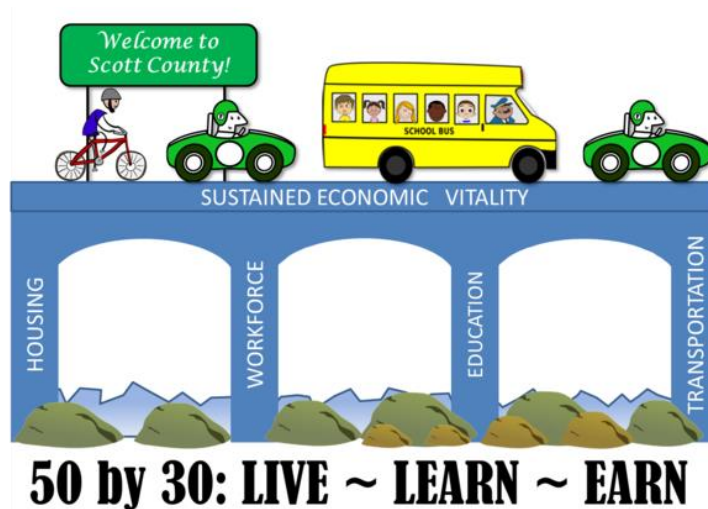 Welcome to
Scott County!
SCHOOL BUS
SUSTAINED ECONOMIC VITALITY
HOUSING
WORKFORCE
EDUCATION
TRANSPORTATION
50 by 30: LIVE ~ LEARN ~ EARN